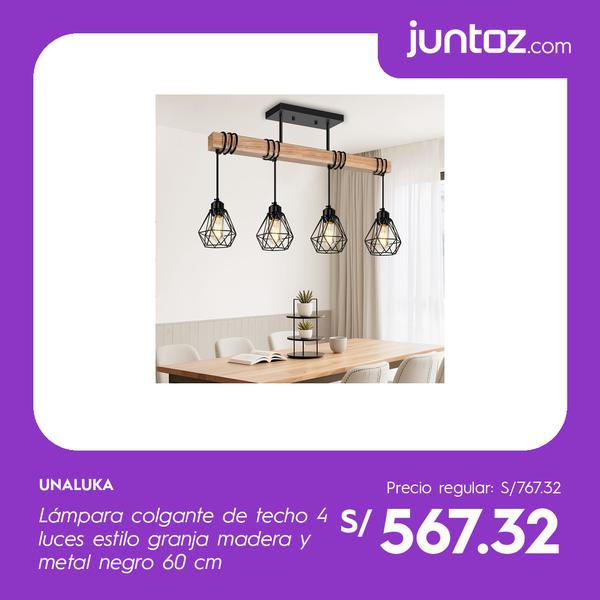 juntoz.com
UNALUKA
Lámpara colgante de techo 4
luces estilo granja madera y
metal negro 60 cm
Precio regular: S/767.32
S/ 567.32